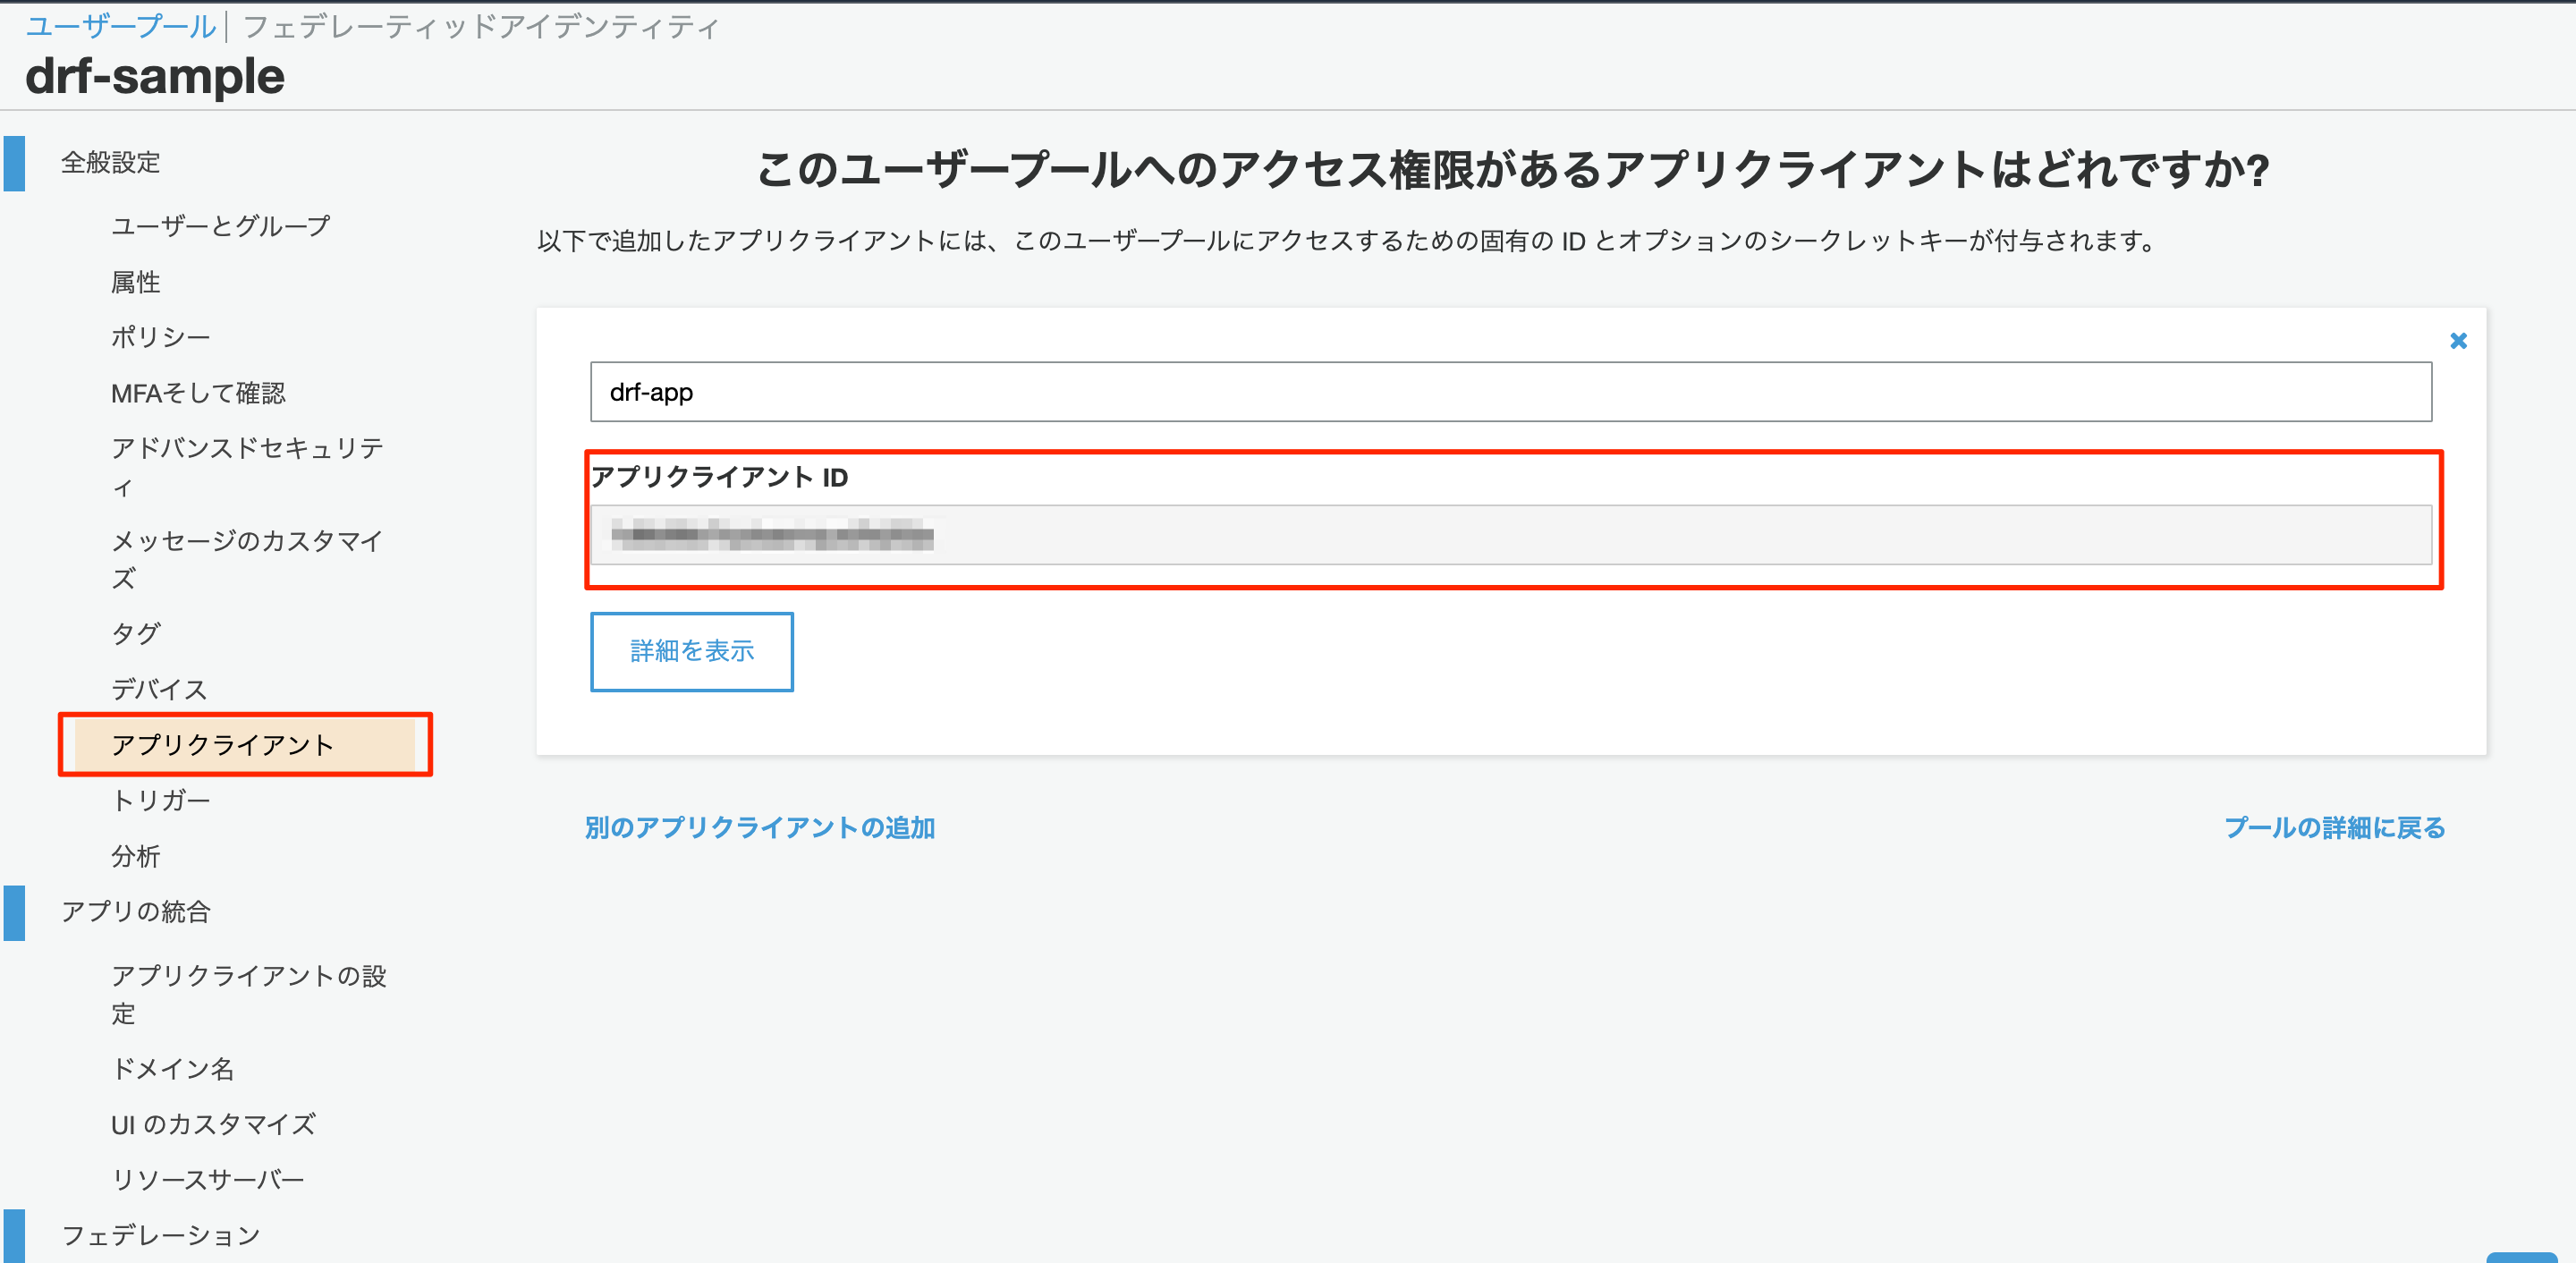 ユーザープール | フェデレーティッドアイデンティティ
drf-sample
全般設定
ユーザーとグループ
属性
ポリシー
MFAそして確認
アドバンスドセキュリテ
ィ
メッセージのカスタマイ
ズ
タグ
デバイス
アプリクライアント
トリガー
分析
アプリの統合
アプリクライアントの設
定
ドメイン名
UI のカスタマイズ
リソースサーバー
フェデレーション
このユーザープールへのアクセス権限があるアプリクライアントはどれですか?
以下で追加したアプリクライアントには、このユーザープールにアクセスするための固有の ID とオプションのシークレットキーが付与されます。
drf-app
アプリクライアント ID
詳細を表示
別のアプリクライアントの追加
プールの詳細に戻る